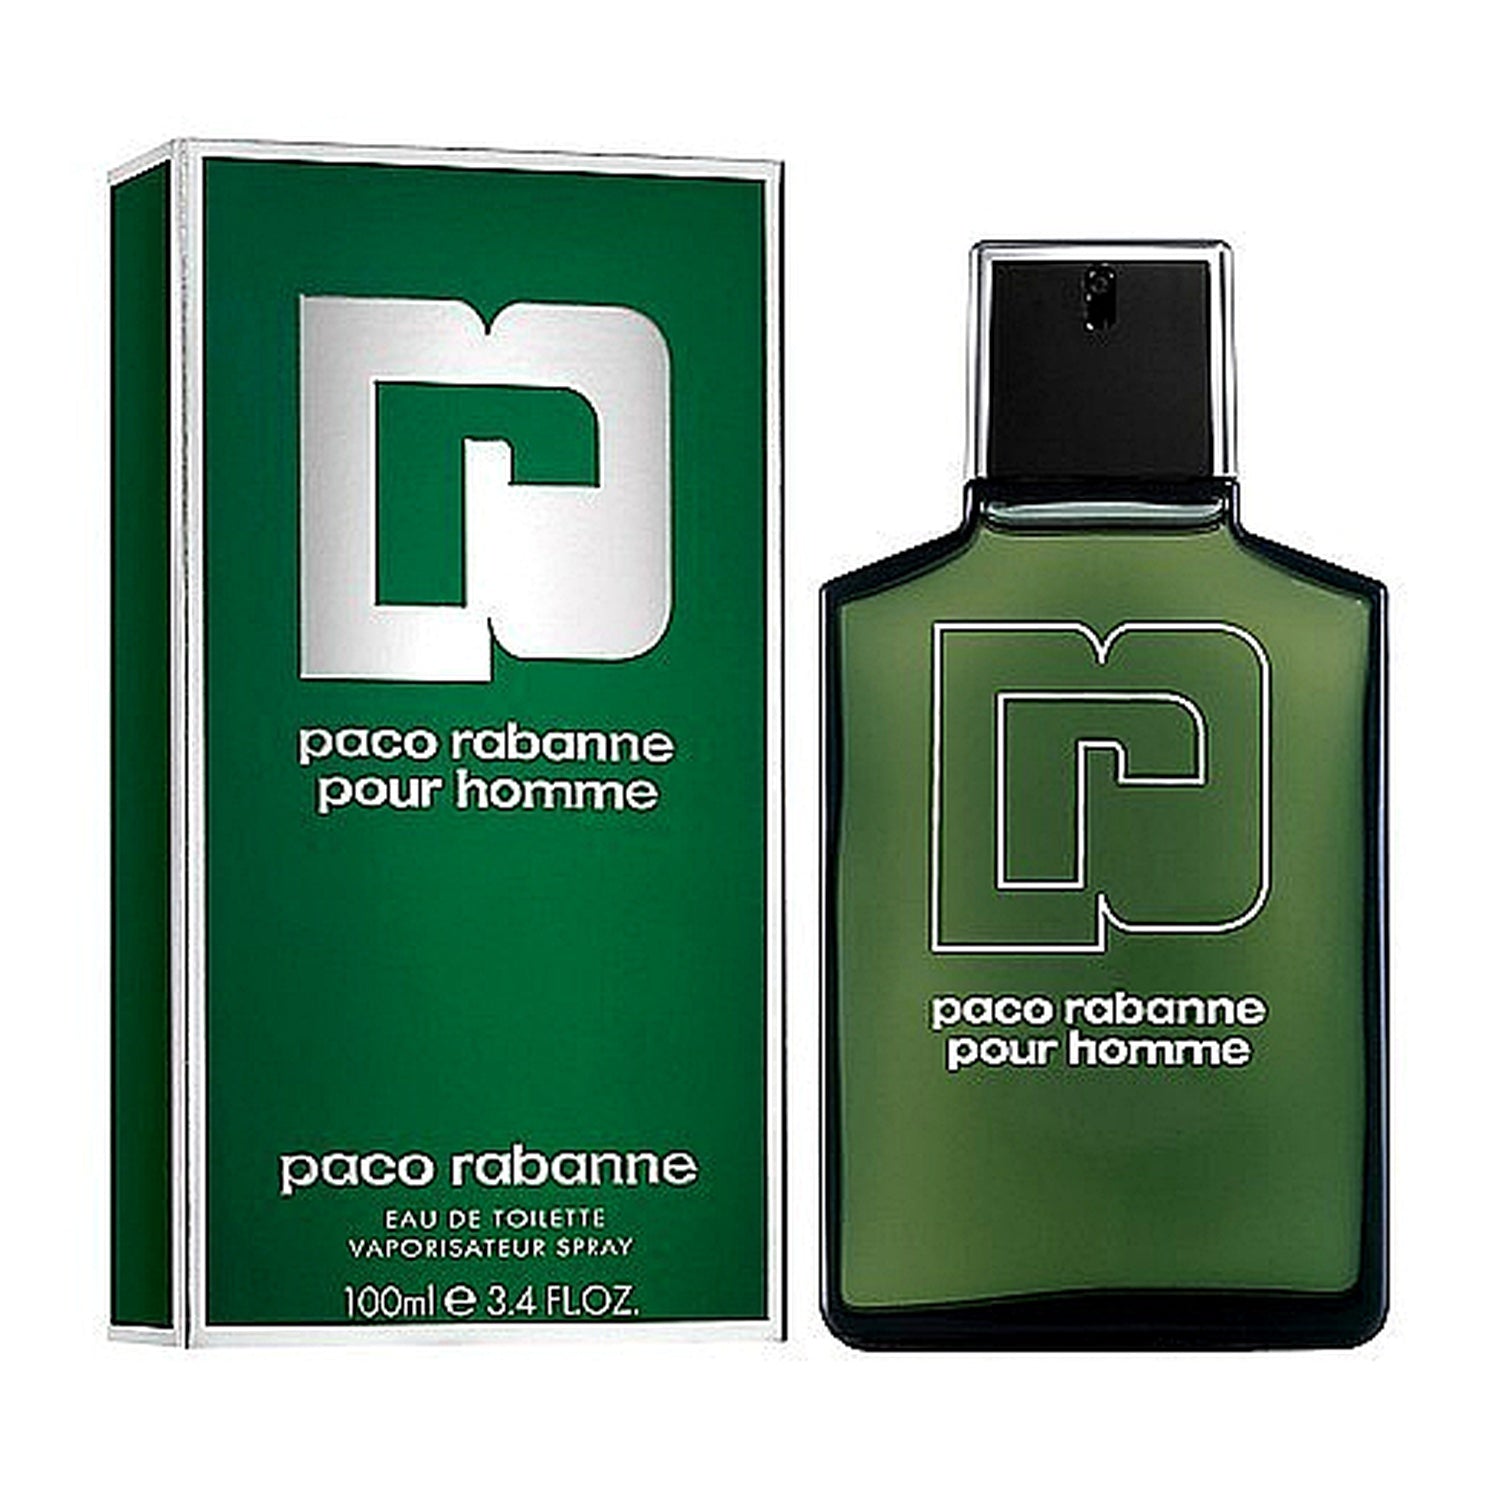 paco rabanne
pour homme
paco rabanne
EAU DE TOILETTE
VAPORISATEUR SPRAY
100ml e 3.4 FL.OZ.
paco rabanne
pour homme